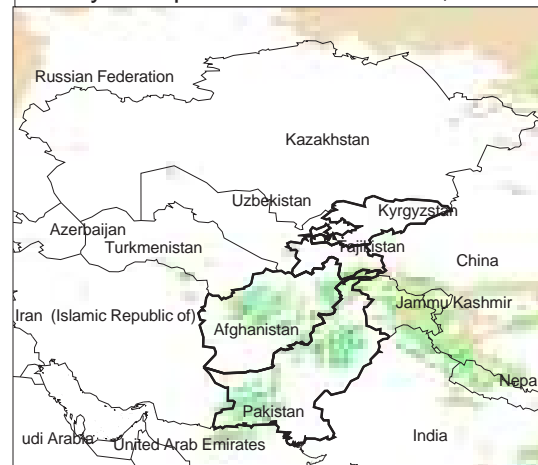 Russian Federation
Kazakhstan
Uzbekistan
Kyrgyzstan
Azerbaijan
Turkmenistan
Tajikistan
China
Jammu Kashmir
Iran (Islamic Republic of)
Afghanistan
Nepa
Pakistan
India
udi Arabia
United Arab Emirates